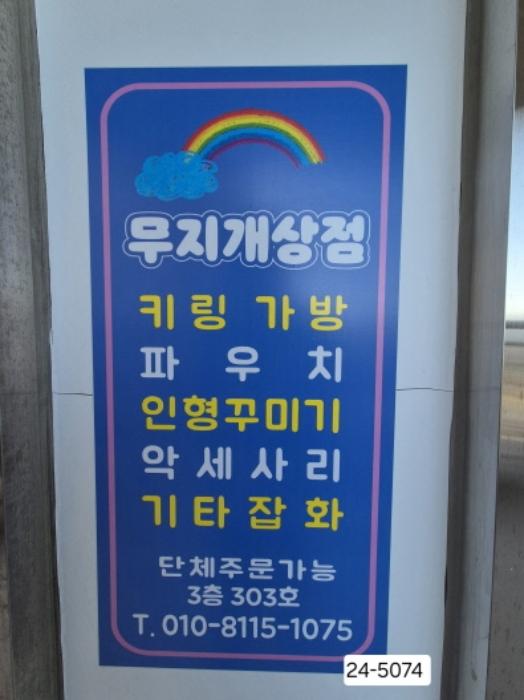 무지개상점
키링 가방
파우치
인형꾸미기
악세사리
기타잡화
단체주문가능
3층 303호
T. 010-8115-1075
24-5074